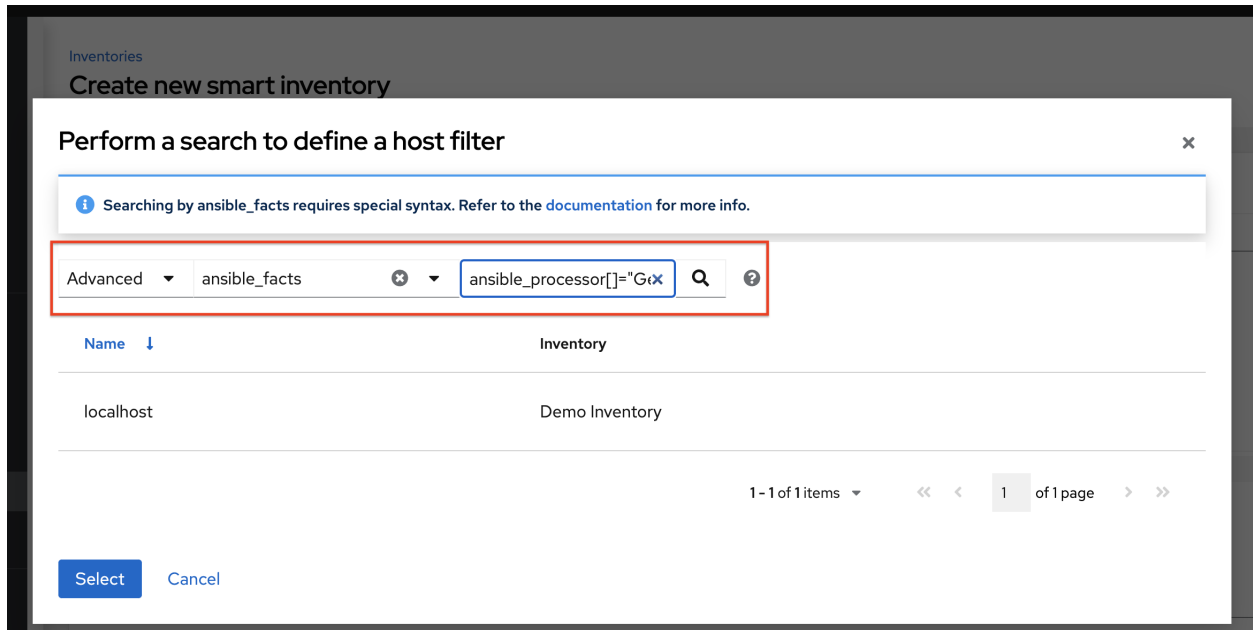 Inventories
Create new smart inventory
Perform a search to define a host filter
Searching by ansible_facts requires special syntax. Refer to the documentation for more info.
Advanced ansible_facts ansible_processor[]="Ge
Name Inventory
localhost Demo Inventory
1 - 1 of 1 items 1 of 1 page
Select Cancel